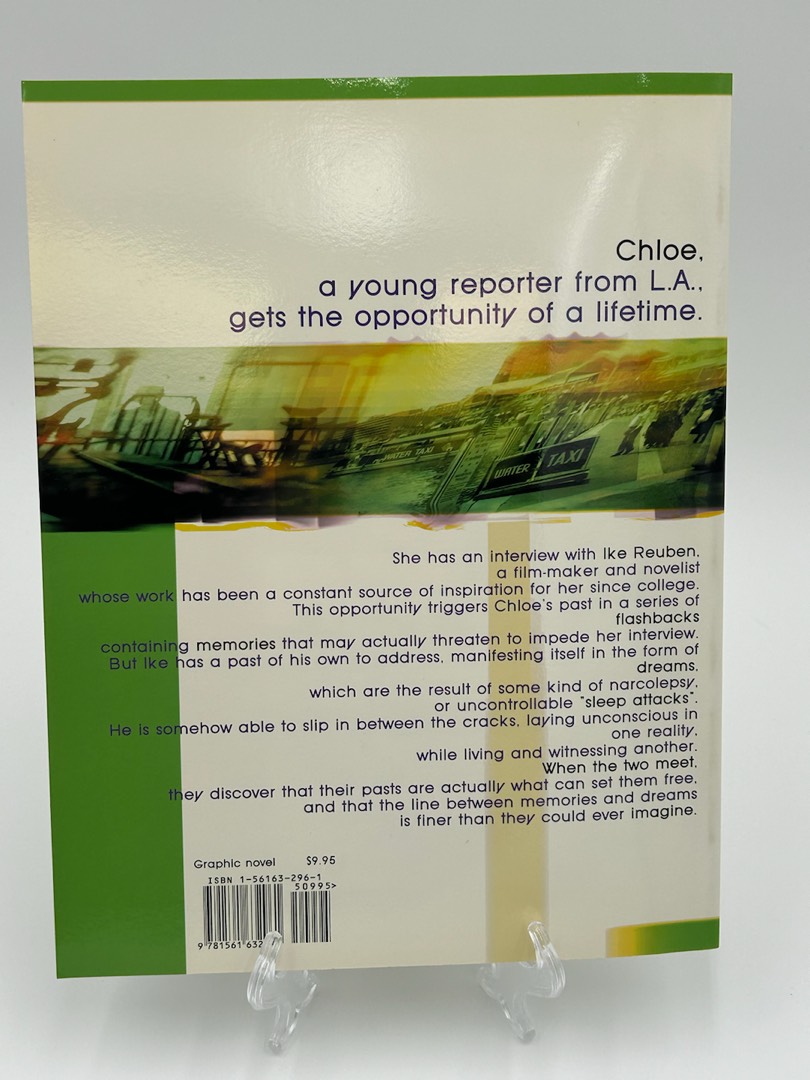 Chloe,
a young reporter from L.A.,
gets the opportunity of a lifetime.
WATER TAXI
WATER TAXI
She has an interview with Ike Reuben,
a film-maker and novelist
whose work has been a constant source of inspiration for her since college.
This opportunity triggers Chloe's past in a series of
flashbacks
containing memories that may actually threaten to impede her interview.
But Ike has a past of his own to address, manifesting itself in the form of
dreams,
which are the result of some kind of narcolepsy,
or uncontrollable "sleep attacks".
He is somehow able to slip in between the cracks, laying unconscious in
one reality,
while living and witnessing another.
When the two meet,
they discover that their pasts are actually what can set them free,
and that the line between memories and dreams
is finer than they could ever imagine.
Graphic novel $9.95
ISBN 1-56163-296-1
50995>
9 781561 632